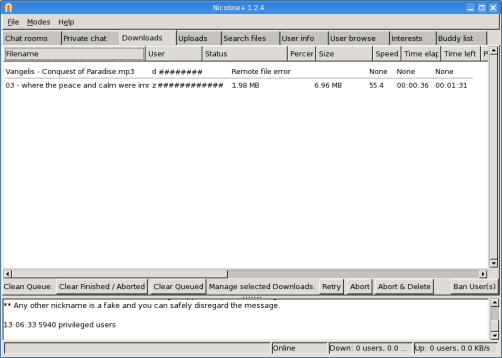 Nicotine+ 1.2.4
File Modes Help
Chat rooms Private chat Downloads Uploads Search files User info User browse Interests Buddy list
Filename User Status Percer Size Speed Time elap Time left P
Vangelis - Conquest of Paradise.mp3 d ######## Remote file error None None None
03 - where the peace and calm were imr z ############ 1.98 MB 6.96 MB 55.4 00:00:36 00:01:31
Clean Queue: Clear Finished / Aborted Clear Queued Manage selected Downloads: Retry Abort Abort & Delete Ban User(s)
** Any other nickname is a fake and you can safely disregard the message.
13:06:33 5940 privileged users
Online Down: 0 users, 0.0 ... Up: 0 users, 0.0 KB/s